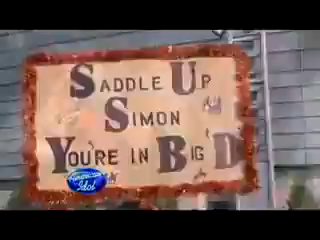 SADDLE UP
SIMON
YOU'RE IN BIG D
AMERICAN
Idol